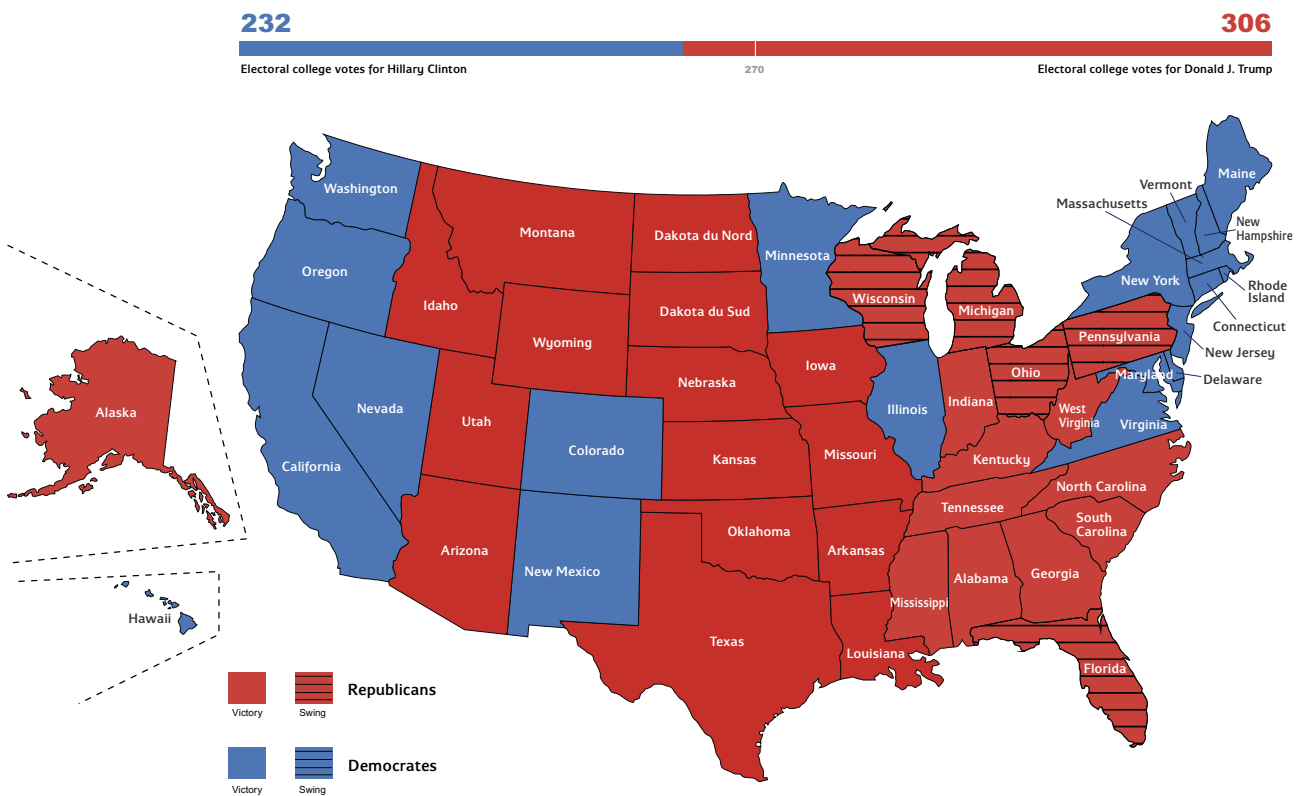 232
306
Electoral college votes for Hillary Clinton
270
Electoral college votes for Donald J. Trump
Washington
Montana
Dakota du Nord
Minnesota
Vermont
Maine
Massachusetts
New
Hampshire
Oregon
Idaho
Wyoming
Dakota du Sud
Wisconsin
Michigan
New York
Rhode
Island
Connecticut
Pennsylvania
New Jersey
Nebraska
Iowa
Ohio
Maryland
Delaware
Alaska
Nevada
Utah
Colorado
Illinois
Indiana
West
Virginia
Virginia
California
Kansas
Missouri
Kentucky
North Carolina
Tennessee
South
Carolina
Arizona
New Mexico
Oklahoma
Arkansas
Mississippi
Alabama
Georgia
Hawaii
Texas
Louisiana
Florida
Republicans
Victory
Swing
Democrates
Victory
Swing